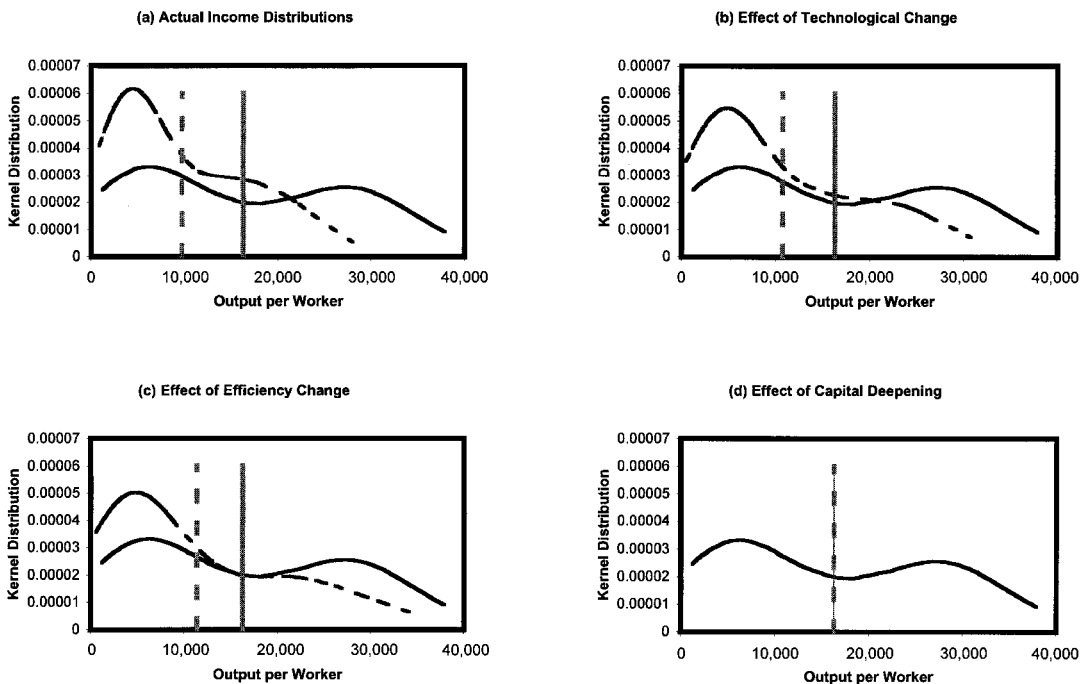 (a) Actual Income Distributions
Kernel Distribution
0.00007
0.00006
0.00005
0.00004
0.00003
0.00002
0.00001
0
0 10,000 20,000 30,000 40,000
Output per Worker
(b) Effect of Technological Change
Kernel Distribution
0.00007
0.00006
0.00005
0.00004
0.00003
0.00002
0.00001
0
0 10,000 20,000 30,000 40,000
Output per Worker
(c) Effect of Efficiency Change
Kernel Distribution
0.00007
0.00006
0.00005
0.00004
0.00003
0.00002
0.00001
0
0 10,000 20,000 30,000 40,000
Output per Worker
(d) Effect of Capital Deepening
Kernel Distribution
0.00007
0.00006
0.00005
0.00004
0.00003
0.00002
0.00001
0
0 10,000 20,000 30,000 40,000
Output per Worker